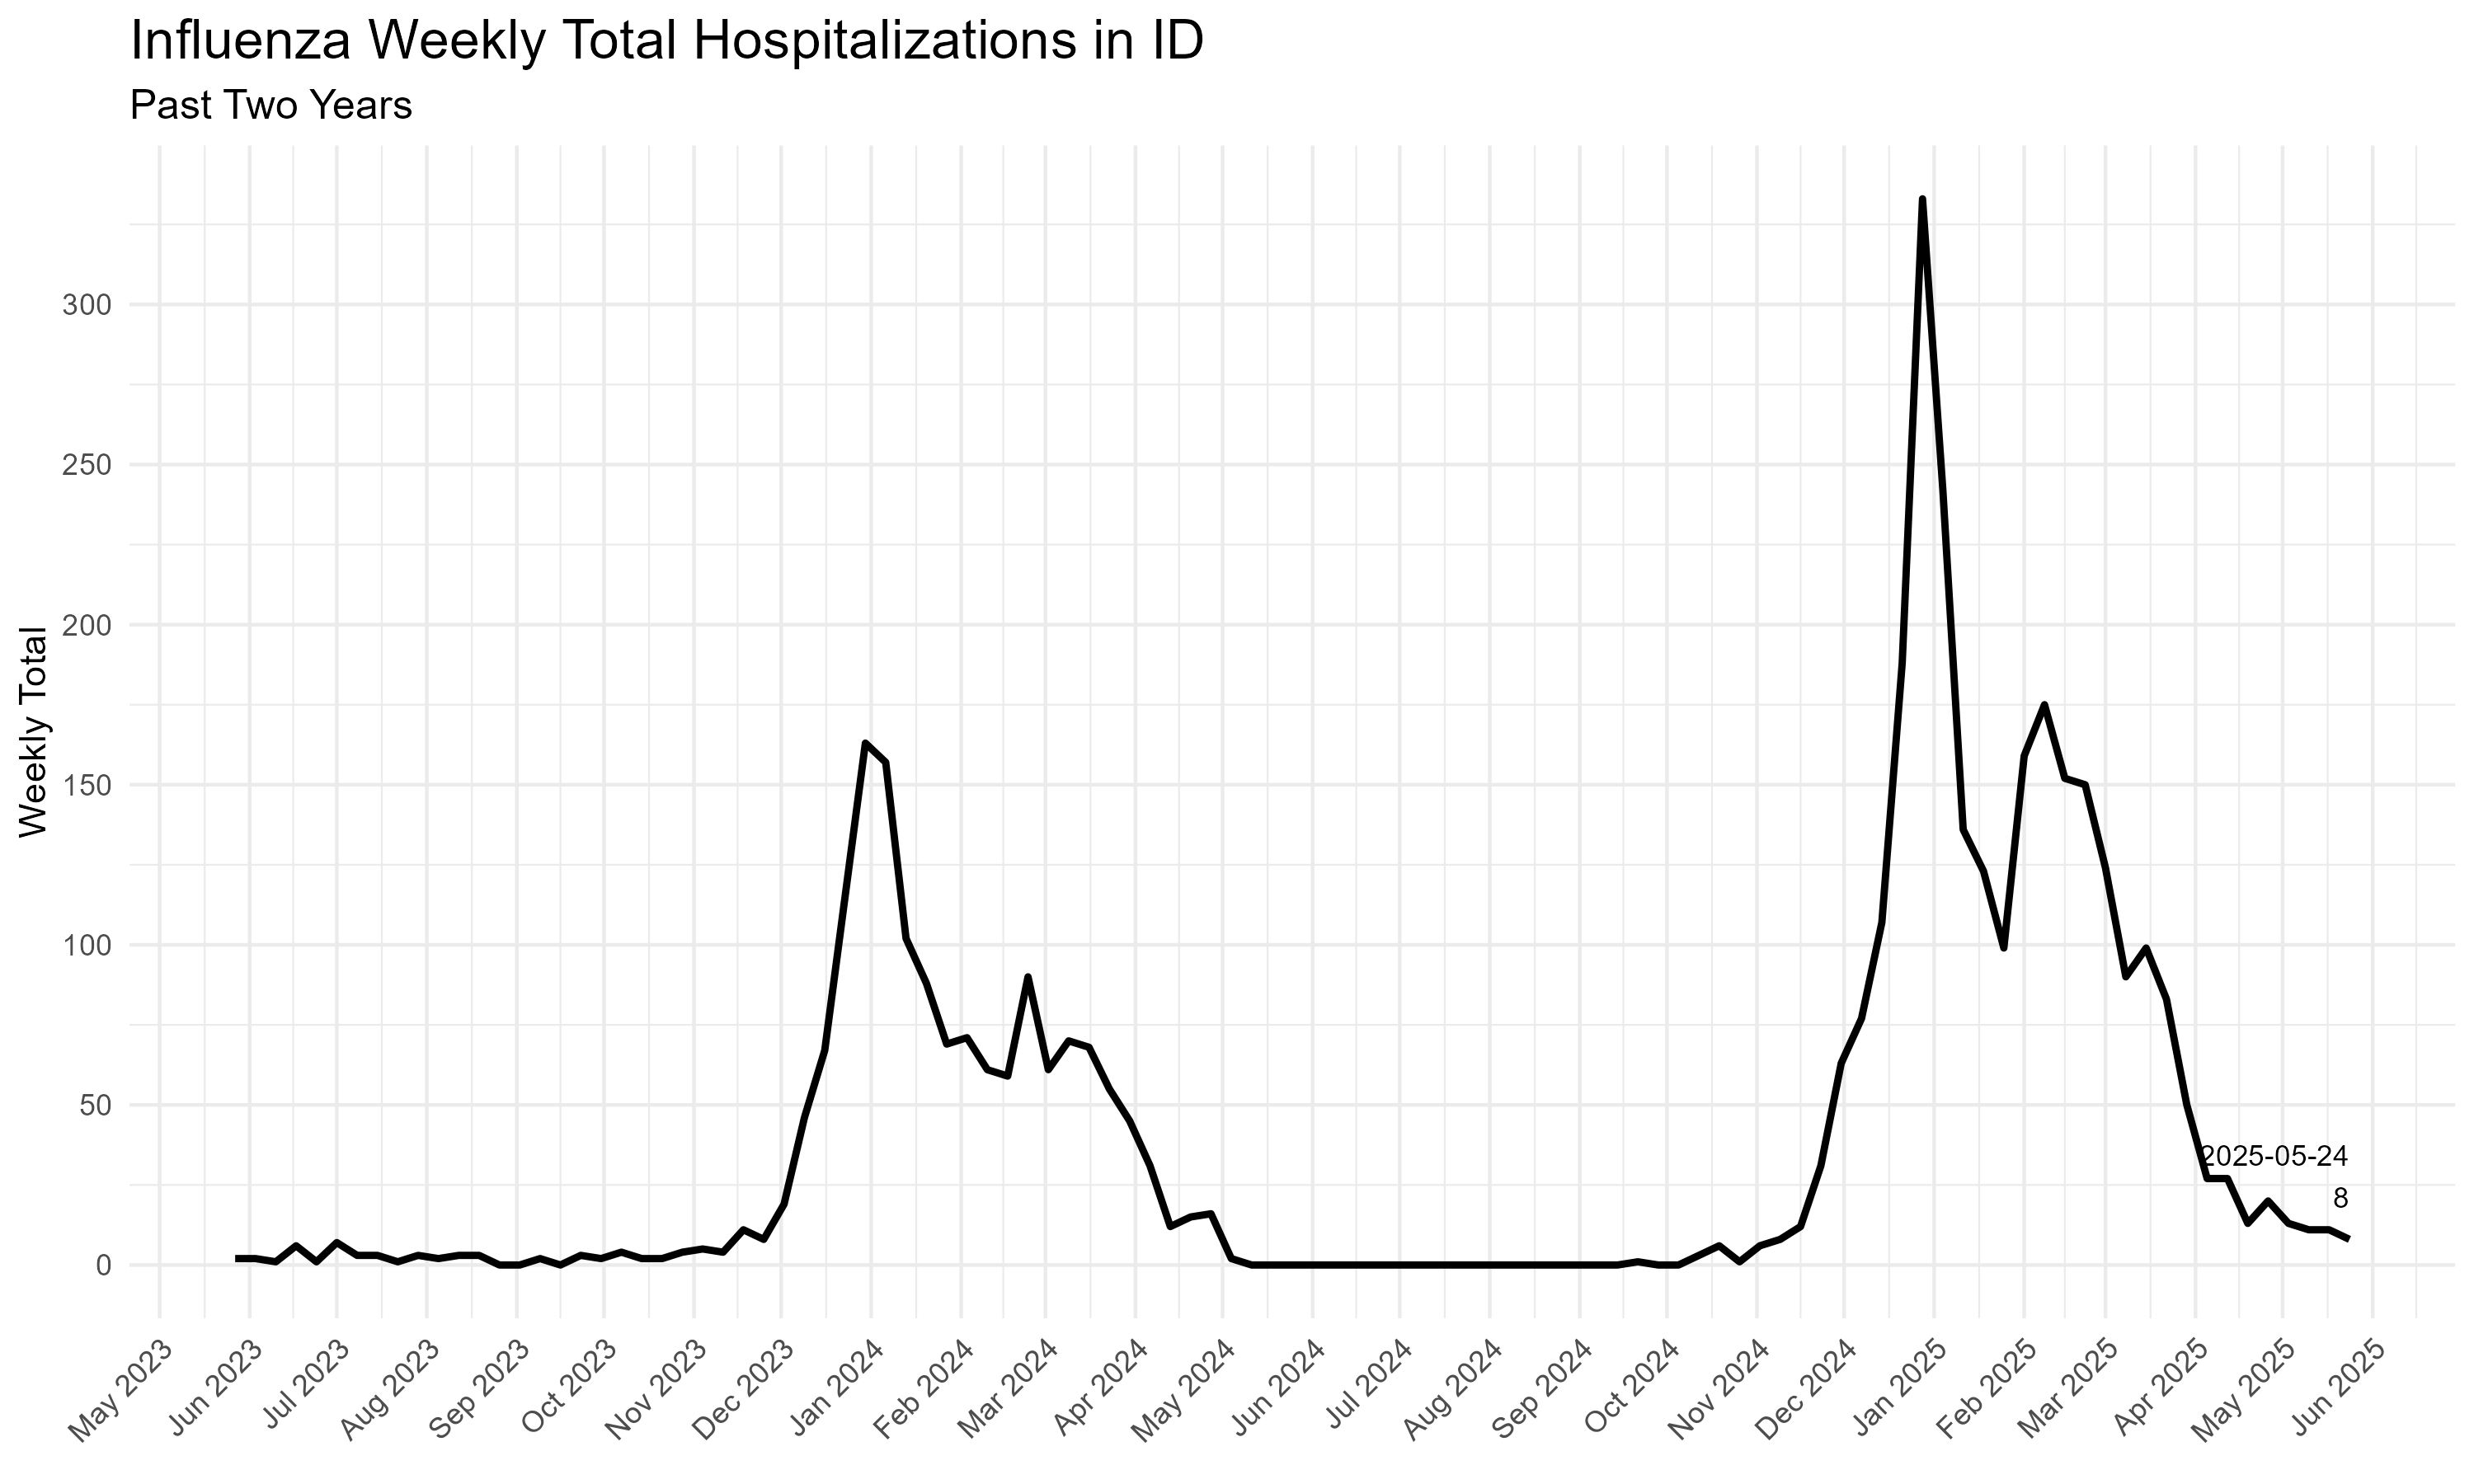 Influenza Weekly Total Hospitalizations in ID
Past Two Years
Weekly Total
300
250
200
150
100
50
0
2025-05-24
8
May 2023
Jun 2023
Jul 2023
Aug 2023
Sep 2023
Oct 2023
Nov 2023
Dec 2023
Jan 2024
Feb 2024
Mar 2024
Apr 2024
May 2024
Jun 2024
Jul 2024
Aug 2024
Sep 2024
Oct 2024
Nov 2024
Dec 2024
Jan 2025
Feb 2025
Mar 2025
Apr 2025
May 2025
Jun 2025